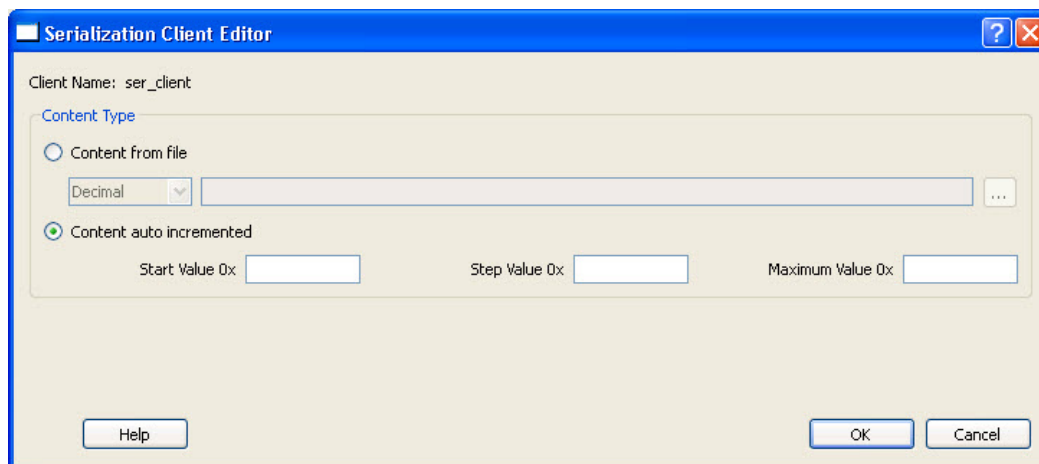 Serialization Client Editor
Client Name: ser_client
Content Type
Content from file
Decimal ...
Content auto incremented
Start Value 0x Step Value 0x Maximum Value 0x
Help OK Cancel